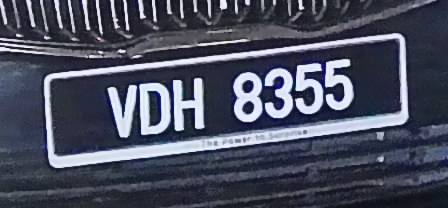 VDH 8355
The Power to Surprise